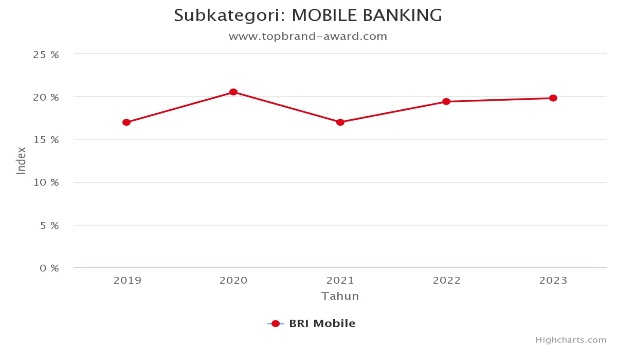 Subkategori: MOBILE BANKING
www.topbrand-award.com
25 %
20 %
15 %
10 %
5 %
0 %
Index
2019 2020 2021 2022 2023
Tahun
BRI Mobile
Highcharts.com